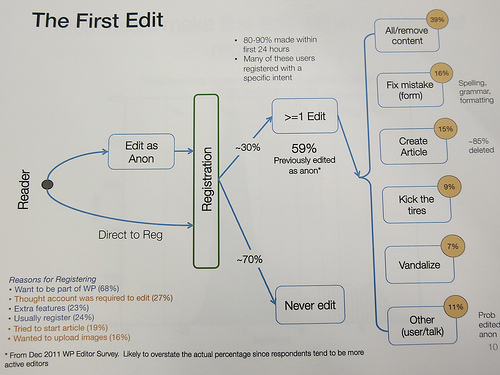 The First Edit
• 80-90% made within
first 24 hours
• Many of these users
registered with a
specific intent
39%
All/remove
content
16%
Fix mistake
(form)
Spelling,
grammar,
formatting
>=1 Edit
59%
Previously edited
as anon*
~30%
15%
Create
Article
~85%
deleted
Edit as
Anon
Registration
Reader
Direct to Reg
9%
Kick the
tires
7%
Vandalize
~70%
Never edit
11%
Other
(user/talk)
Prob
edited
anon
Reasons for Registering
• Want to be part of WP (68%)
• Thought account was required to edit (27%)
• Extra features (23%)
• Usually register (24%)
• Tried to start article (19%)
• Wanted to upload images (16%)
* From Dec 2011 WP Editor Survey. Likely to overstate the actual percentage since respondents tend to be more
active editors
10